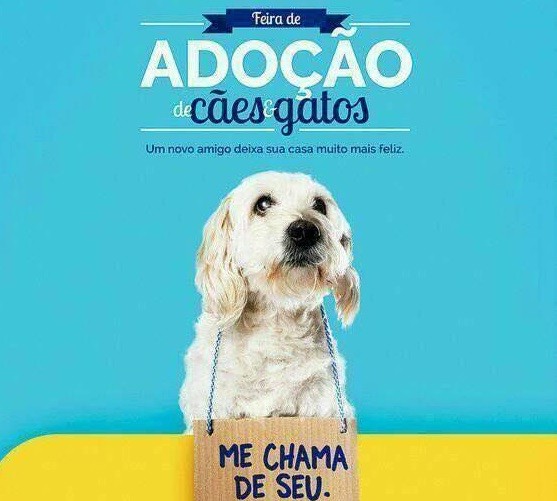 Feira de
ADOÇÃO
de cães & gatos
Um novo amigo deixa sua casa muito mais feliz.
ME CHAMA
DE SEU.